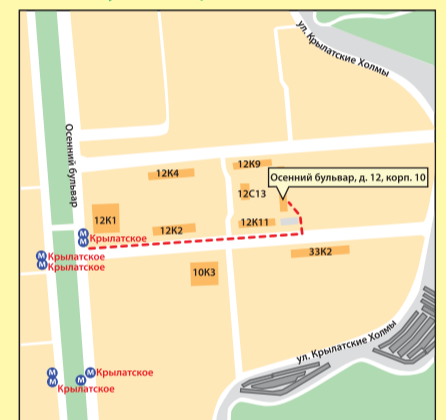 ул. Крылатские Холмы
Осенний бульвар
12К9
12К4
Осенний бульвар, д. 12, корп. 10
12С13
12К1
12К11
12К2
М Крылатское
33К2
М Крылатское
М Крылатское
10К3
ул. Крылатские Холмы
М
М Крылатское
М
М
Крылатское